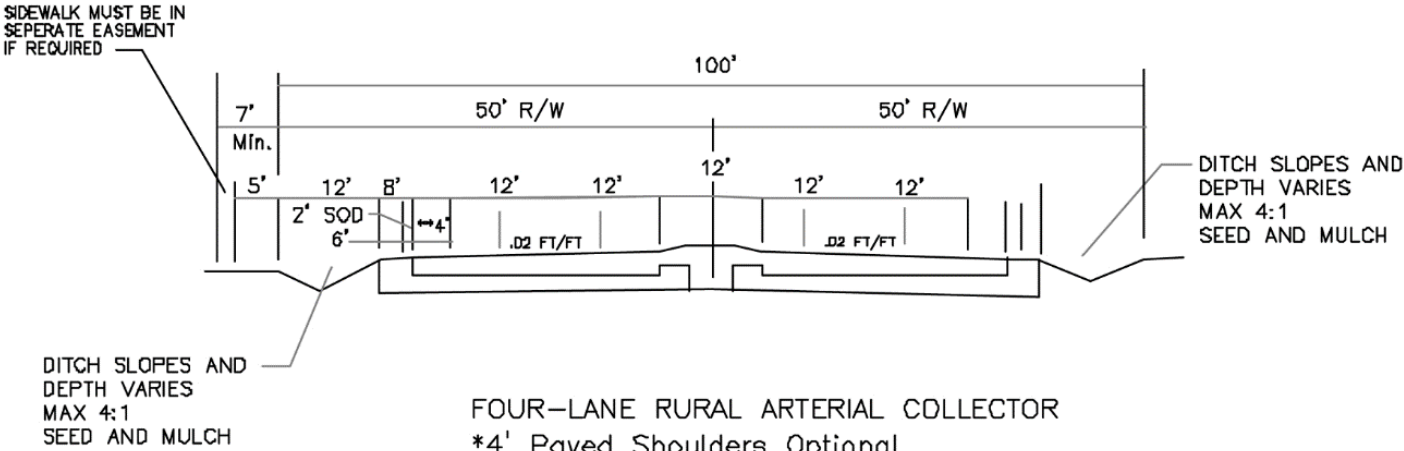 SIDEWALK MUST BE IN
SEPERATE EASEMENT
IF REQUIRED
100'
7'
50' R/W
50' R/W
Min.
12'
5'
12'
8'
12'
12'
12'
12'
2'
SOD
4'
6'
.02 FT/FT
.02 FT/FT
DITCH SLOPES AND
DEPTH VARIES
MAX 4:1
SEED AND MULCH
DITCH SLOPES AND
DEPTH VARIES
MAX 4:1
SEED AND MULCH
FOUR-LANE RURAL ARTERIAL COLLECTOR
*4' Paved Shoulders Optional